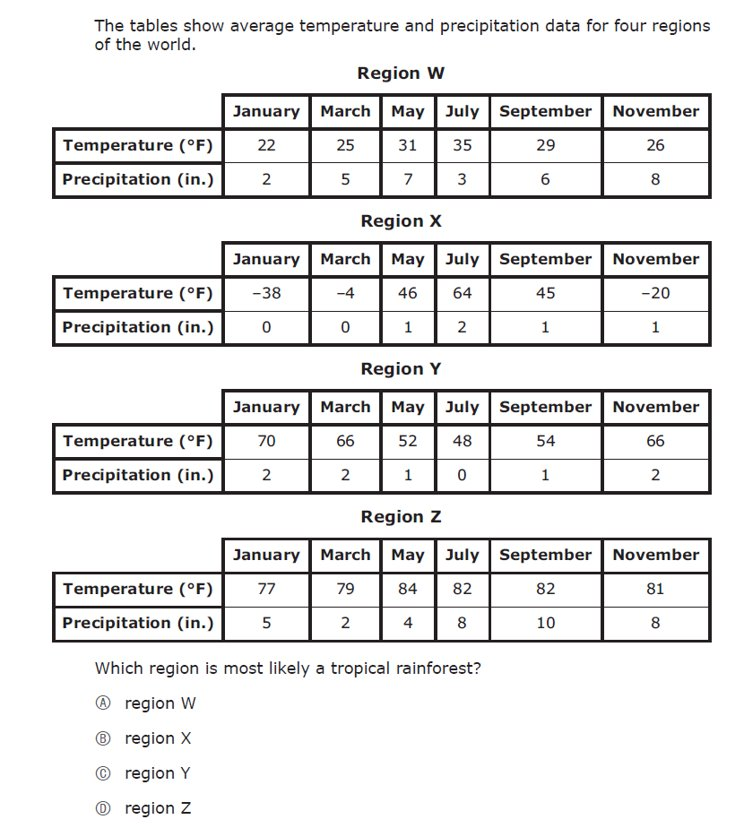 The tables show average temperature and precipitation data for four regions
of the world.
Region W
January March May July September November
Temperature (°F) 22 25 31 35 29 26
Precipitation (in.) 2 5 7 3 6 8
Region X
January March May July September November
Temperature (°F) –38 –4 46 64 45 –20
Precipitation (in.) 0 0 1 2 1 1
Region Y
January March May July September November
Temperature (°F) 70 66 52 48 54 66
Precipitation (in.) 2 2 1 0 1 2
Region Z
January March May July September November
Temperature (°F) 77 79 84 82 82 81
Precipitation (in.) 5 2 4 8 10 8
Which region is most likely a tropical rainforest?
Ⓐ region W
Ⓑ region X
Ⓒ region Y
Ⓓ region Z